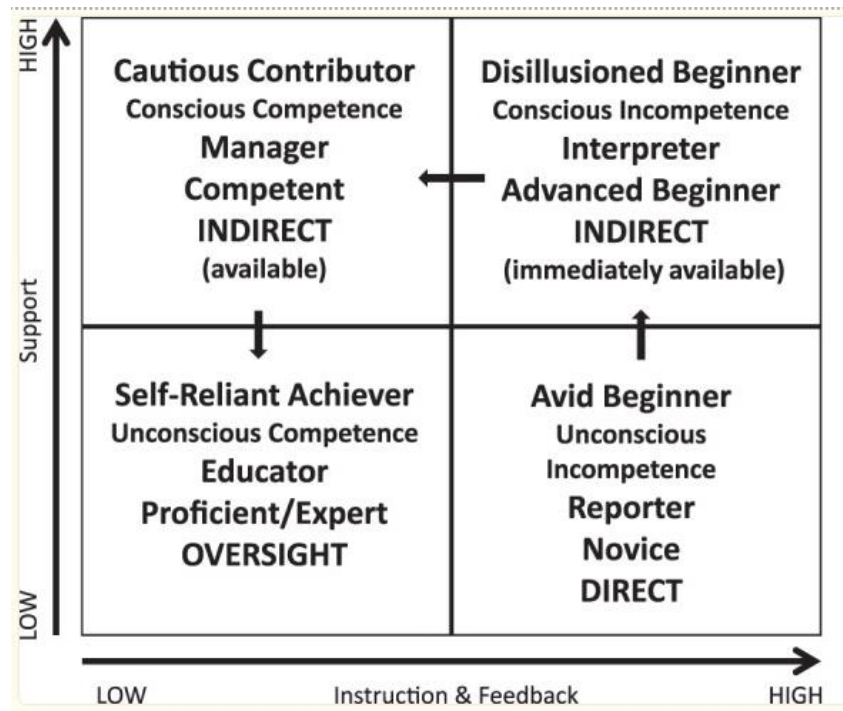 HIGH
Support
LOW
Cautious Contributor
Conscious Competence
Manager
Competent
INDIRECT
(available)
Disillusioned Beginner
Conscious Incompetence
Interpreter
Advanced Beginner
INDIRECT
(immediately available)
Self-Reliant Achiever
Unconscious Competence
Educator
Proficient/Expert
OVERSIGHT
Avid Beginner
Unconscious
Incompetence
Reporter
Novice
DIRECT
LOW
Instruction & Feedback
HIGH